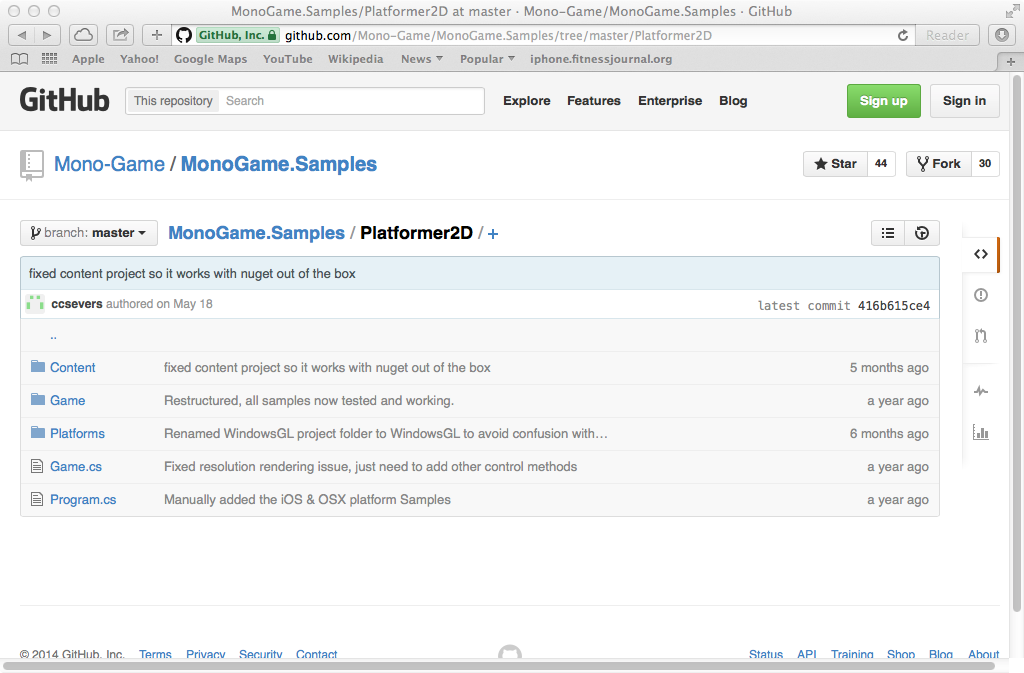 MonoGame.Samples/Platformer2D at master · Mono-Game/MonoGame.Samples · GitHub
GitHub, Inc. github.com/Mono-Game/MonoGame.Samples/tree/master/Platformer2D Reader
Apple Yahoo! Google Maps YouTube Wikipedia News Popular iphone.fitnessjournal.org
GitHub This repository Search Explore Features Enterprise Blog Sign up Sign in
Mono-Game / MonoGame.Samples Star 44 Fork 30
branch: master MonoGame.Samples / Platformer2D / +
fixed content project so it works with nuget out of the box
ccsevers authored on May 18 latest commit 416b615ce4
..
Content fixed content project so it works with nuget out of the box 5 months ago
Game Restructured, all samples now tested and working. a year ago
Platforms Renamed WindowsGL project folder to WindowsGL to avoid confusion with… 6 months ago
Game.cs Fixed resolution rendering issue, just need to add other control methods a year ago
Program.cs Manually added the iOS & OSX platform Samples a year ago
© 2014 GitHub, Inc. Terms Privacy Security Contact Status API Training Shop Blog About